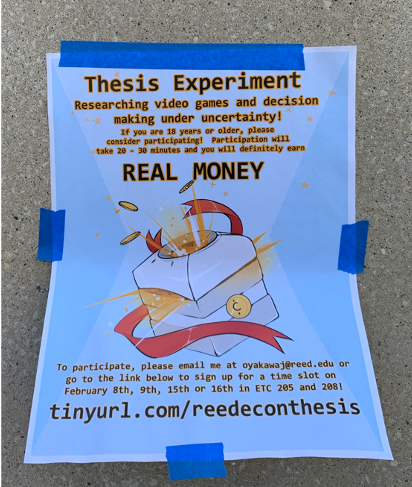 Thesis Experiment
Researching video games and decision
making under uncertainty!
If you are 18 years or older, please
consider participating! Participation will
take 20 - 30 minutes and you will definitely earn
REAL MONEY
To participate, please email me at oyakawaj@reed.edu or
go to the link below to sign up for a time slot on
February 8th, 9th, 15th or 16th in ETC 205 and 208!
tinyurl.com/reedeconthesis